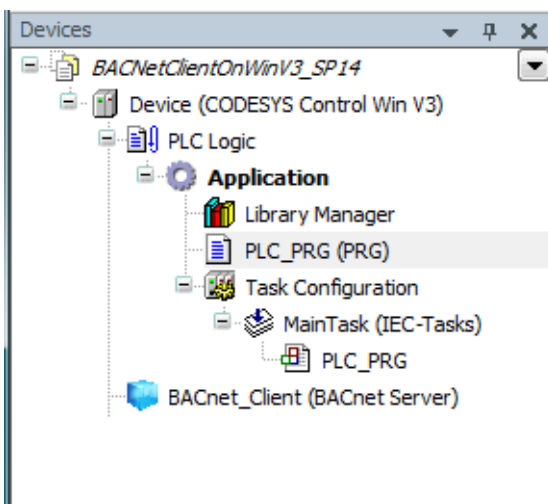 Devices
BACNetClientOnWinV3_SP14
Device (CODESYS Control Win V3)
PLC Logic
Application
Library Manager
PLC_PRG (PRG)
Task Configuration
MainTask (IEC-Tasks)
PLC_PRG
BACnet_Client (BACnet Server)